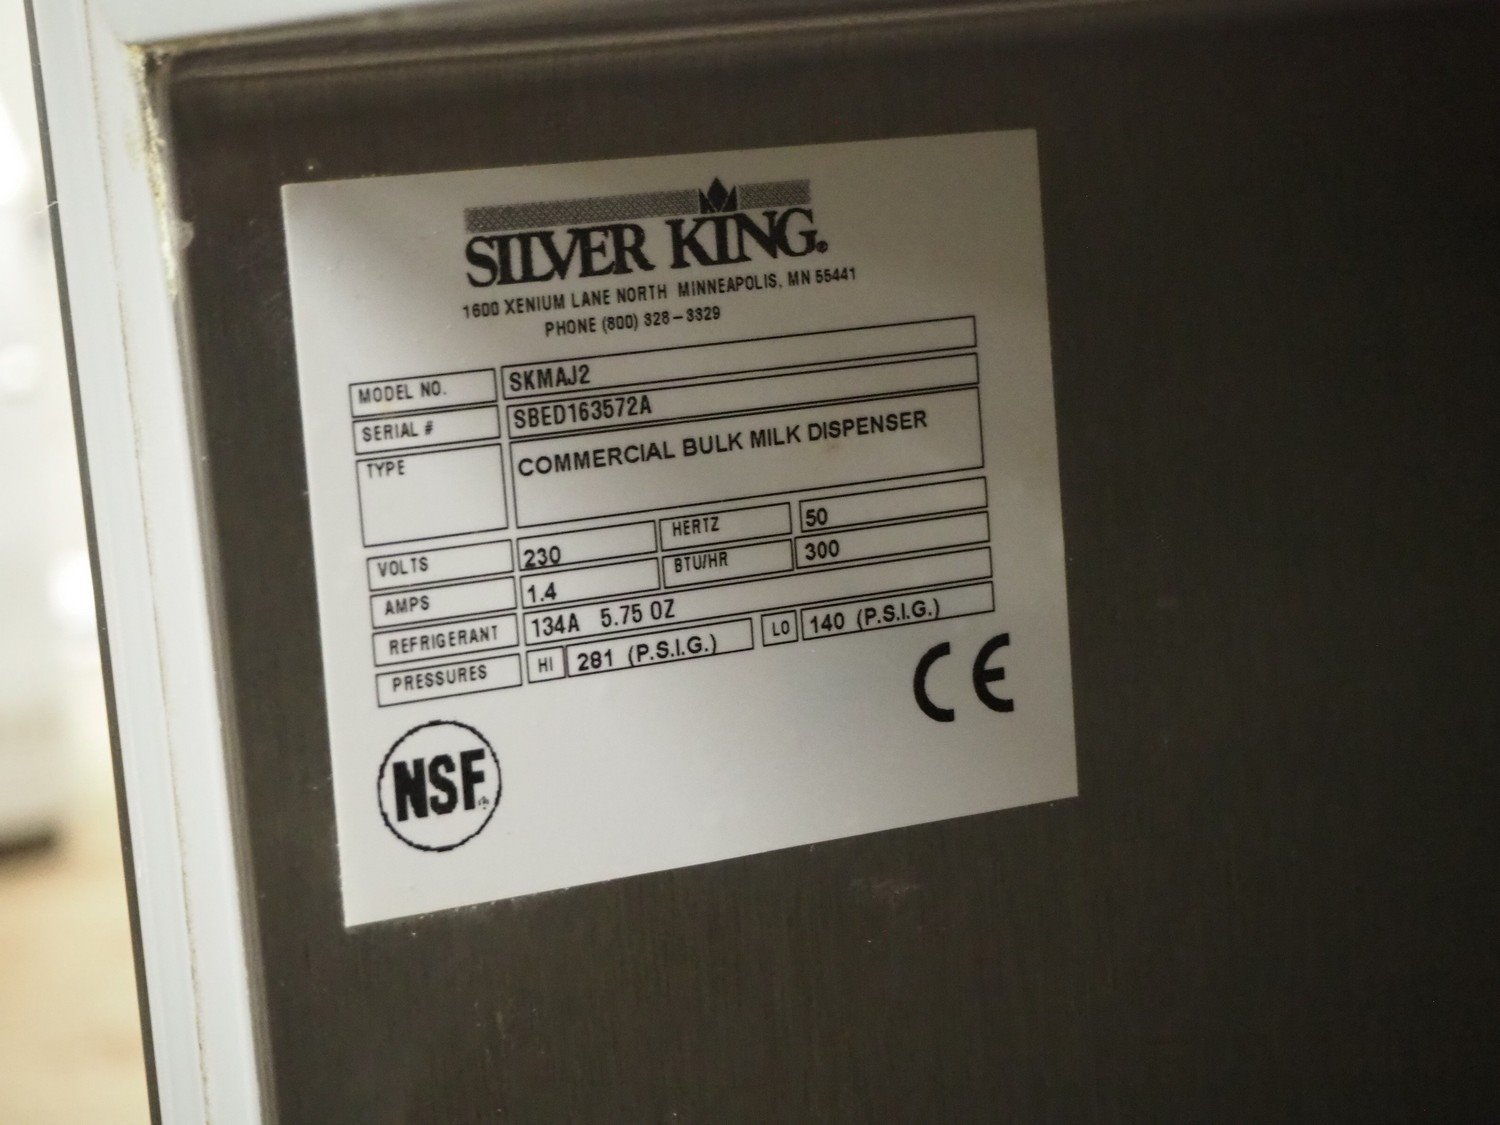 SILVER KING®
1600 XENIUM LANE NORTH MINNEAPOLIS, MN 55441
PHONE (800) 328-3329
MODEL NO. SKMAJ2
SERIAL # SBED163572A
TYPE COMMERCIAL BULK MILK DISPENSER
VOLTS 230 HERTZ 50
AMPS 1.4 BTU/HR 300
REFRIGERANT 134A 5.75 OZ
PRESSURES HI 281 (P.S.I.G.) LO 140 (P.S.I.G.)
CE
NSF®